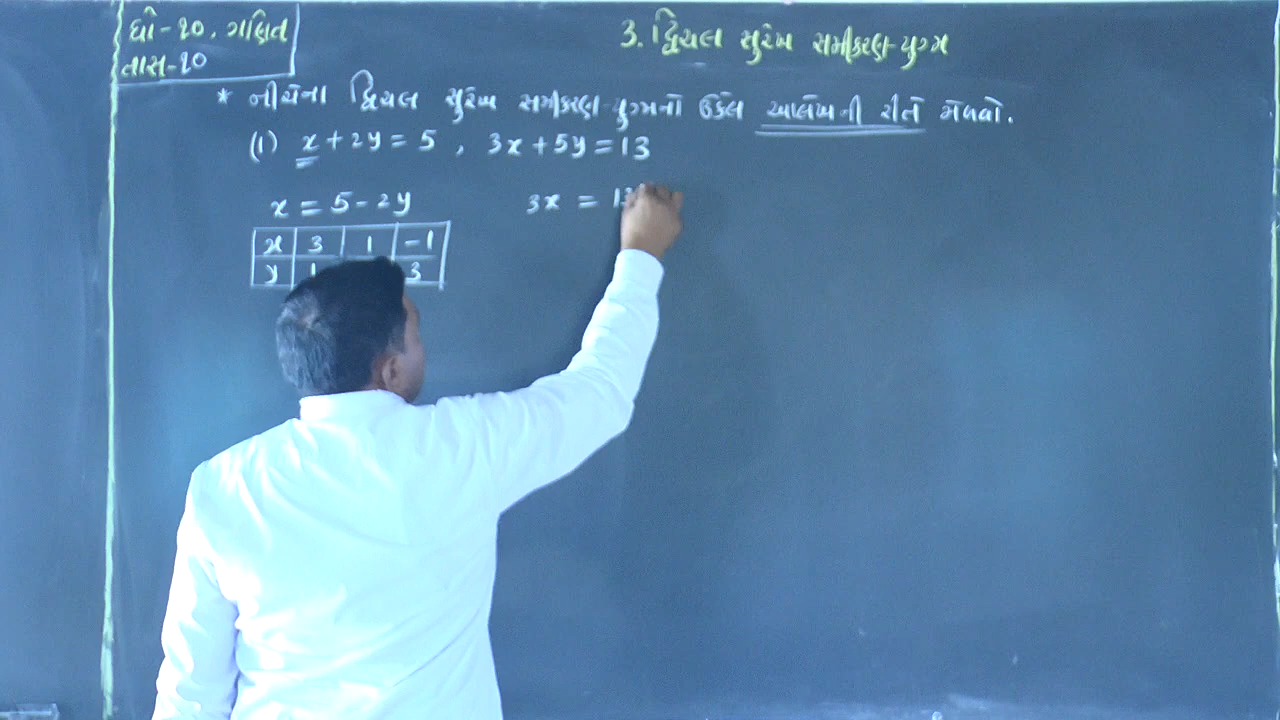 ધો-૧૦. ગણિત
તાસ-૧૦
3. દ્વિચલ સુરેખ સમીકરણ-યુગ્મ
* નીચેના દ્વિચલ સુરેખ સમીકરણ-યુગ્મનો ઉકેલ આલેખની રીતે મેળવો.
(1) x + 2y = 5 , 3x + 5y = 13
x = 5 - 2y 3x = 13
x 3 1 -1
y 1 3